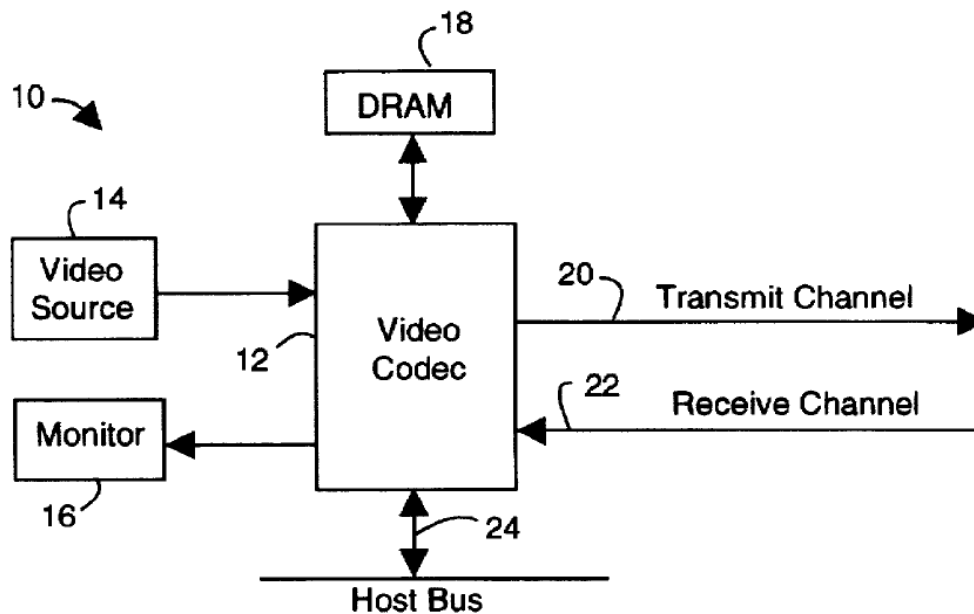 18
DRAM
10
14
Video
Source
20
Transmit Channel
12
Video
Codec
22
Receive Channel
Monitor
16
24
Host Bus